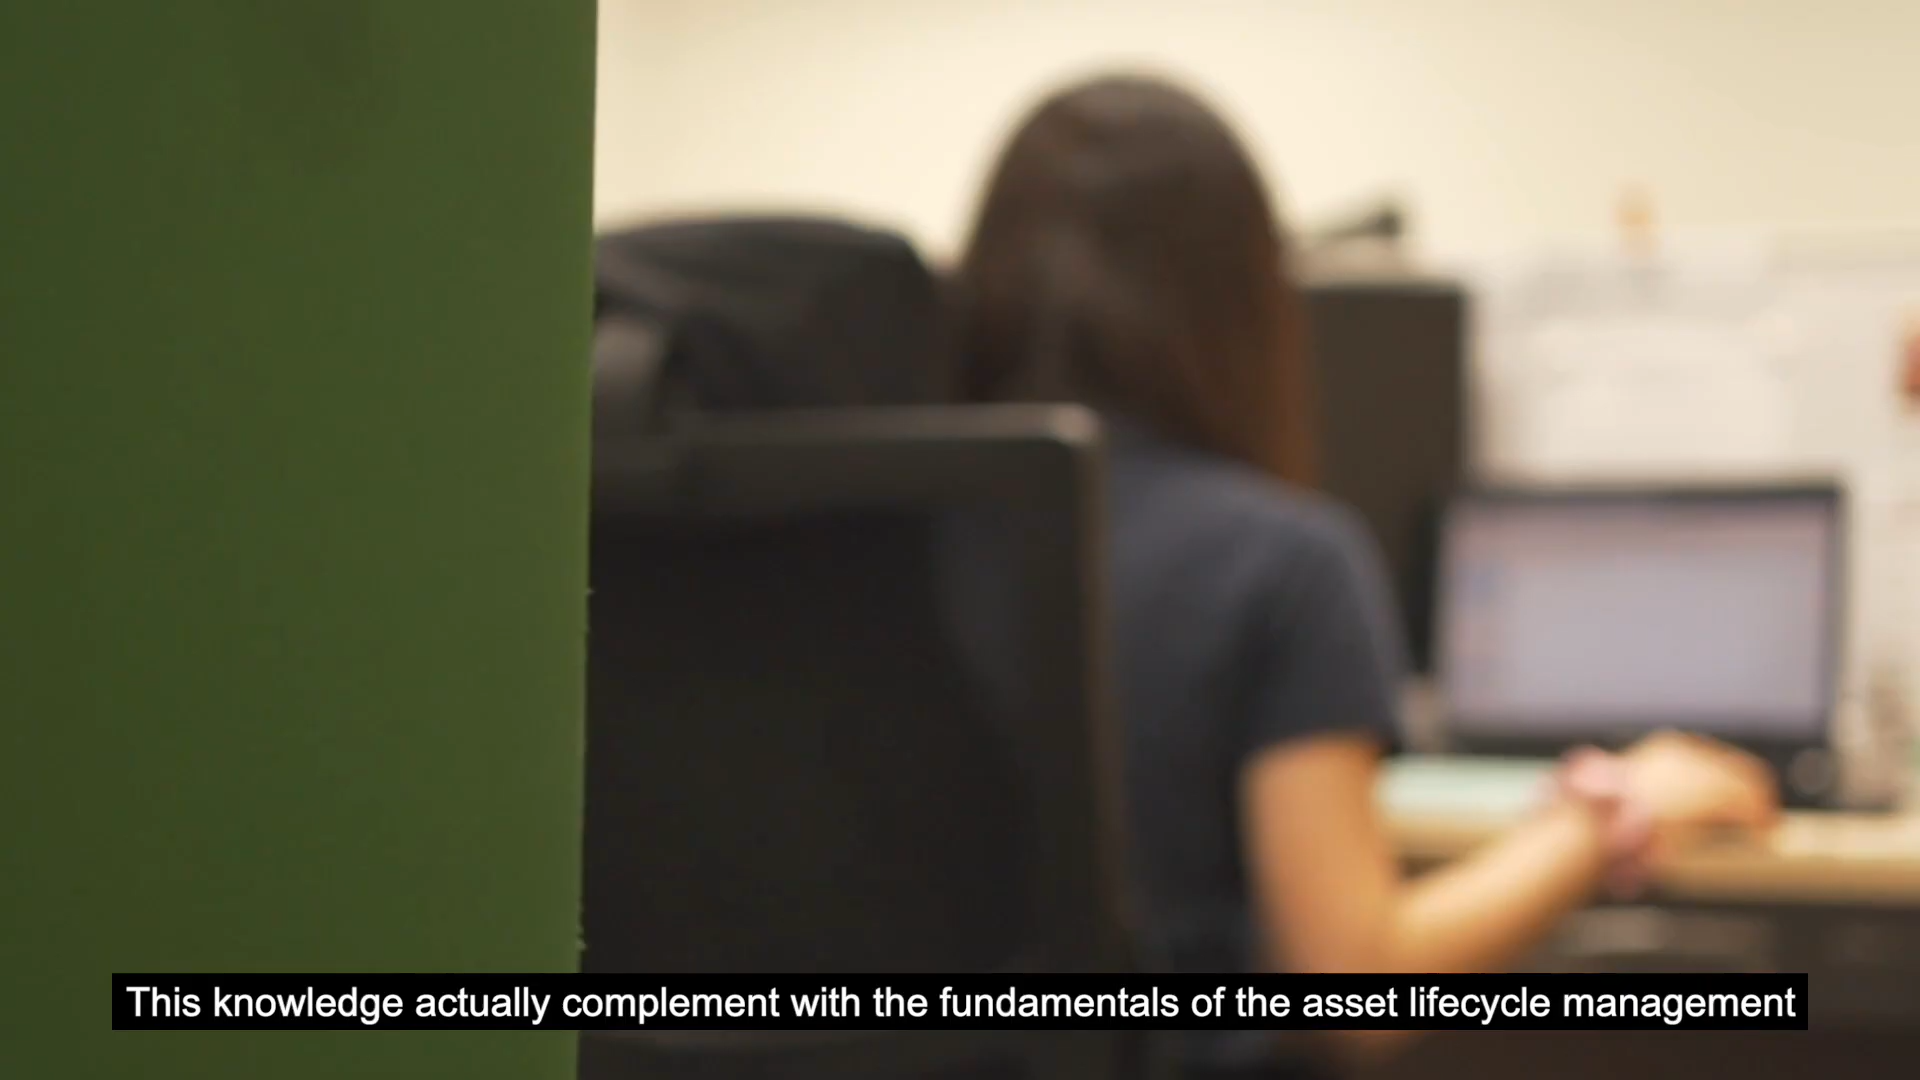 This knowledge actually complement with the fundamentals of the asset lifecycle management